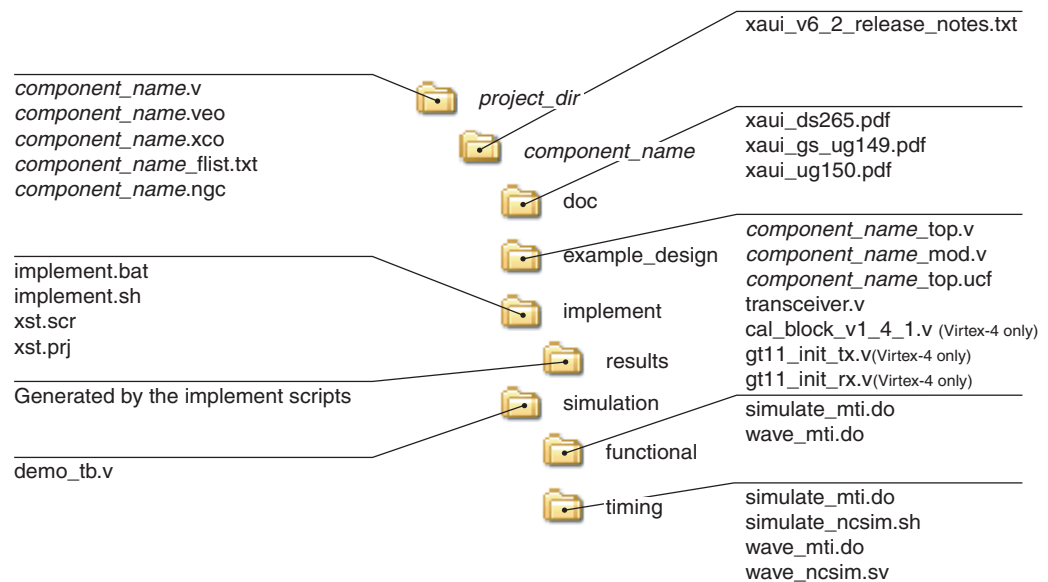 xaui_v6_2_release_notes.txt
component_name.v
component_name.veo
component_name.xco
component_name_flist.txt
component_name.ngc
project_dir
component_name
xaui_ds265.pdf
xaui_gs_ug149.pdf
xaui_ug150.pdf
doc
example_design
component_name_top.v
component_name_mod.v
component_name_top.ucf
transceiver.v
cal_block_v1_4_1.v (Virtex-4 only)
gt11_init_tx.v(Virtex-4 only)
gt11_init_rx.v(Virtex-4 only)
implement.bat
implement.sh
xst.scr
xst.prj
implement
results
Generated by the implement scripts
simulation
simulate_mti.do
wave_mti.do
functional
demo_tb.v
timing
simulate_mti.do
simulate_ncsim.sh
wave_mti.do
wave_ncsim.sv